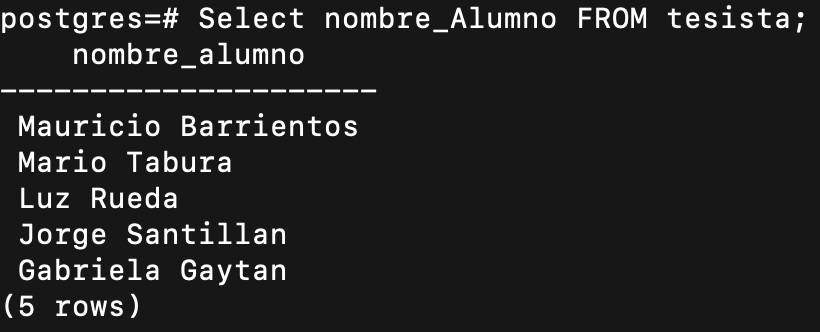 postgres=# Select nombre_Alumno FROM tesista;
nombre_alumno
---------------------
Mauricio Barrientos
Mario Tabura
Luz Rueda
Jorge Santillan
Gabriela Gaytan
(5 rows)